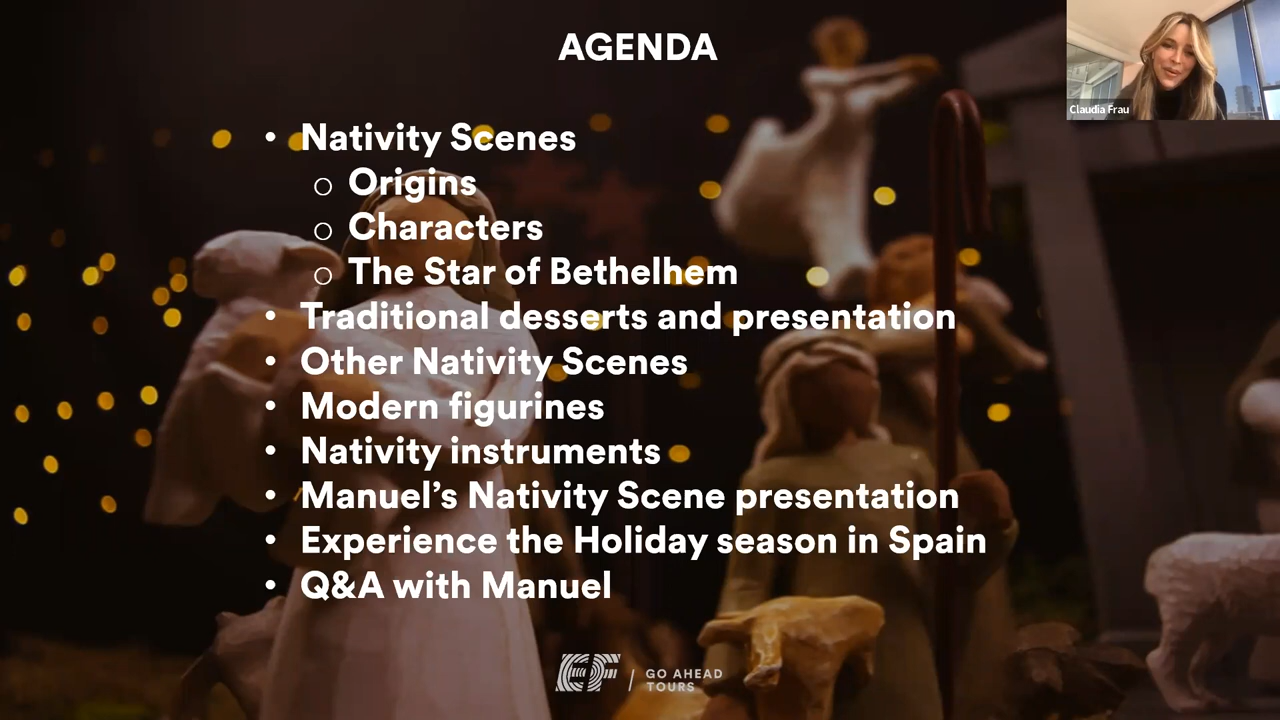 AGENDA
Claudia Frau
• Nativity Scenes
○ Origins
○ Characters
○ The Star of Bethelhem
• Traditional desserts and presentation
• Other Nativity Scenes
• Modern figurines
• Nativity instruments
• Manuel’s Nativity Scene presentation
• Experience the Holiday season in Spain
• Q&A with Manuel
EF / GO AHEAD
TOURS